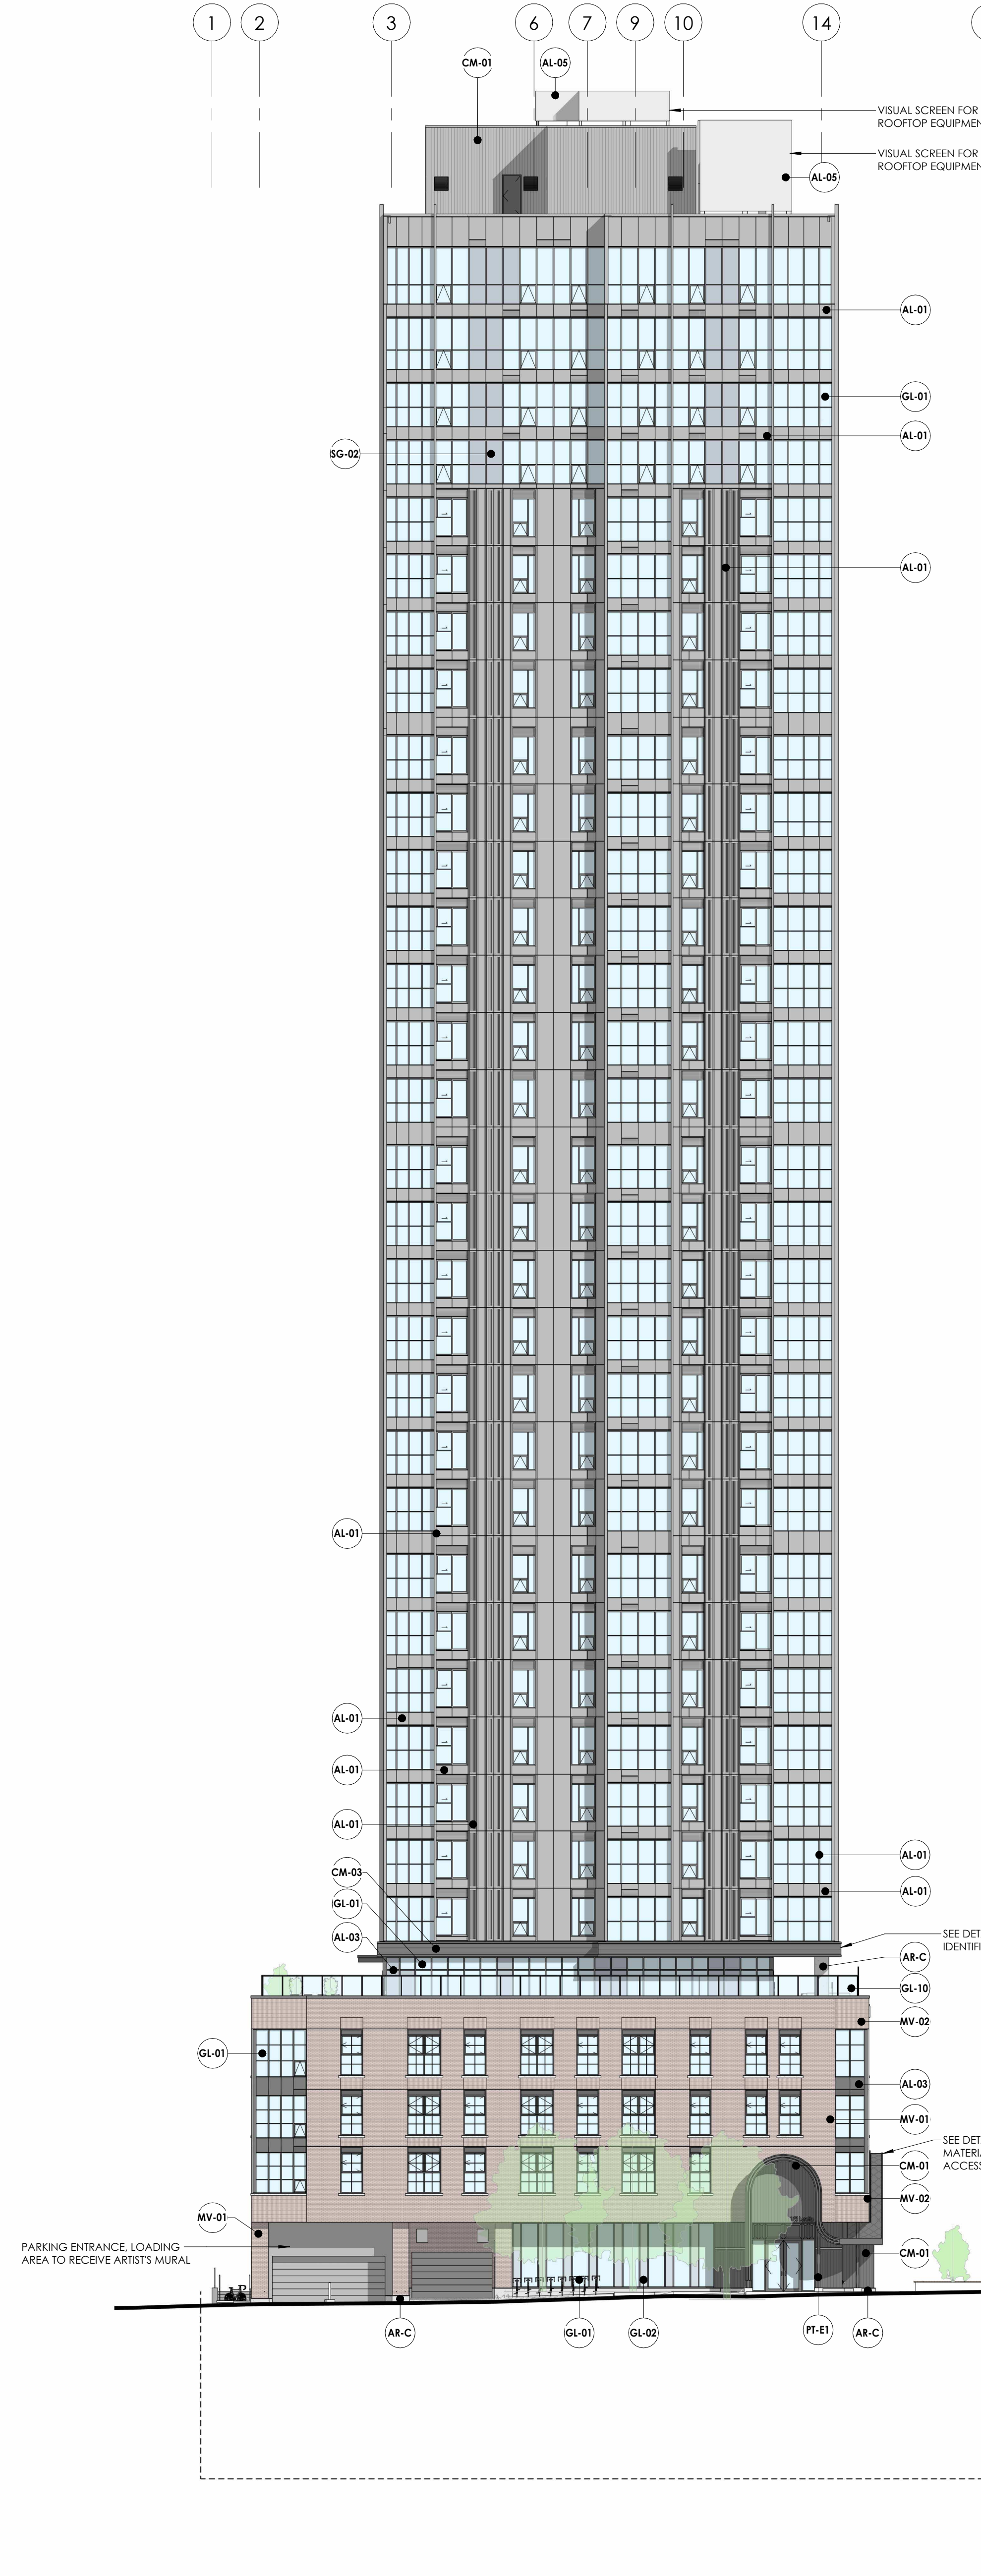 1 2 3 6 7 9 10 14
CM-01 AL-05
VISUAL SCREEN FOR
ROOFTOP EQUIPMEN
VISUAL SCREEN FOR
ROOFTOP EQUIPMEN
AL-05
AL-01
GL-01
AL-01
SG-02
AL-01
AL-01
AL-01
AL-01
AL-01
AL-01
CM-03
AL-01
GL-01
AL-03
SEE DET
IDENTIFI
AR-C
GL-10
MV-02
GL-01
AL-03
MV-01
SEE DET
MATERI
ACCESS
CM-01
MV-02
MV-01
PARKING ENTRANCE, LOADING
AREA TO RECEIVE ARTIST'S MURAL
CM-01
AR-C GL-01 GL-02 PT-E1 AR-C